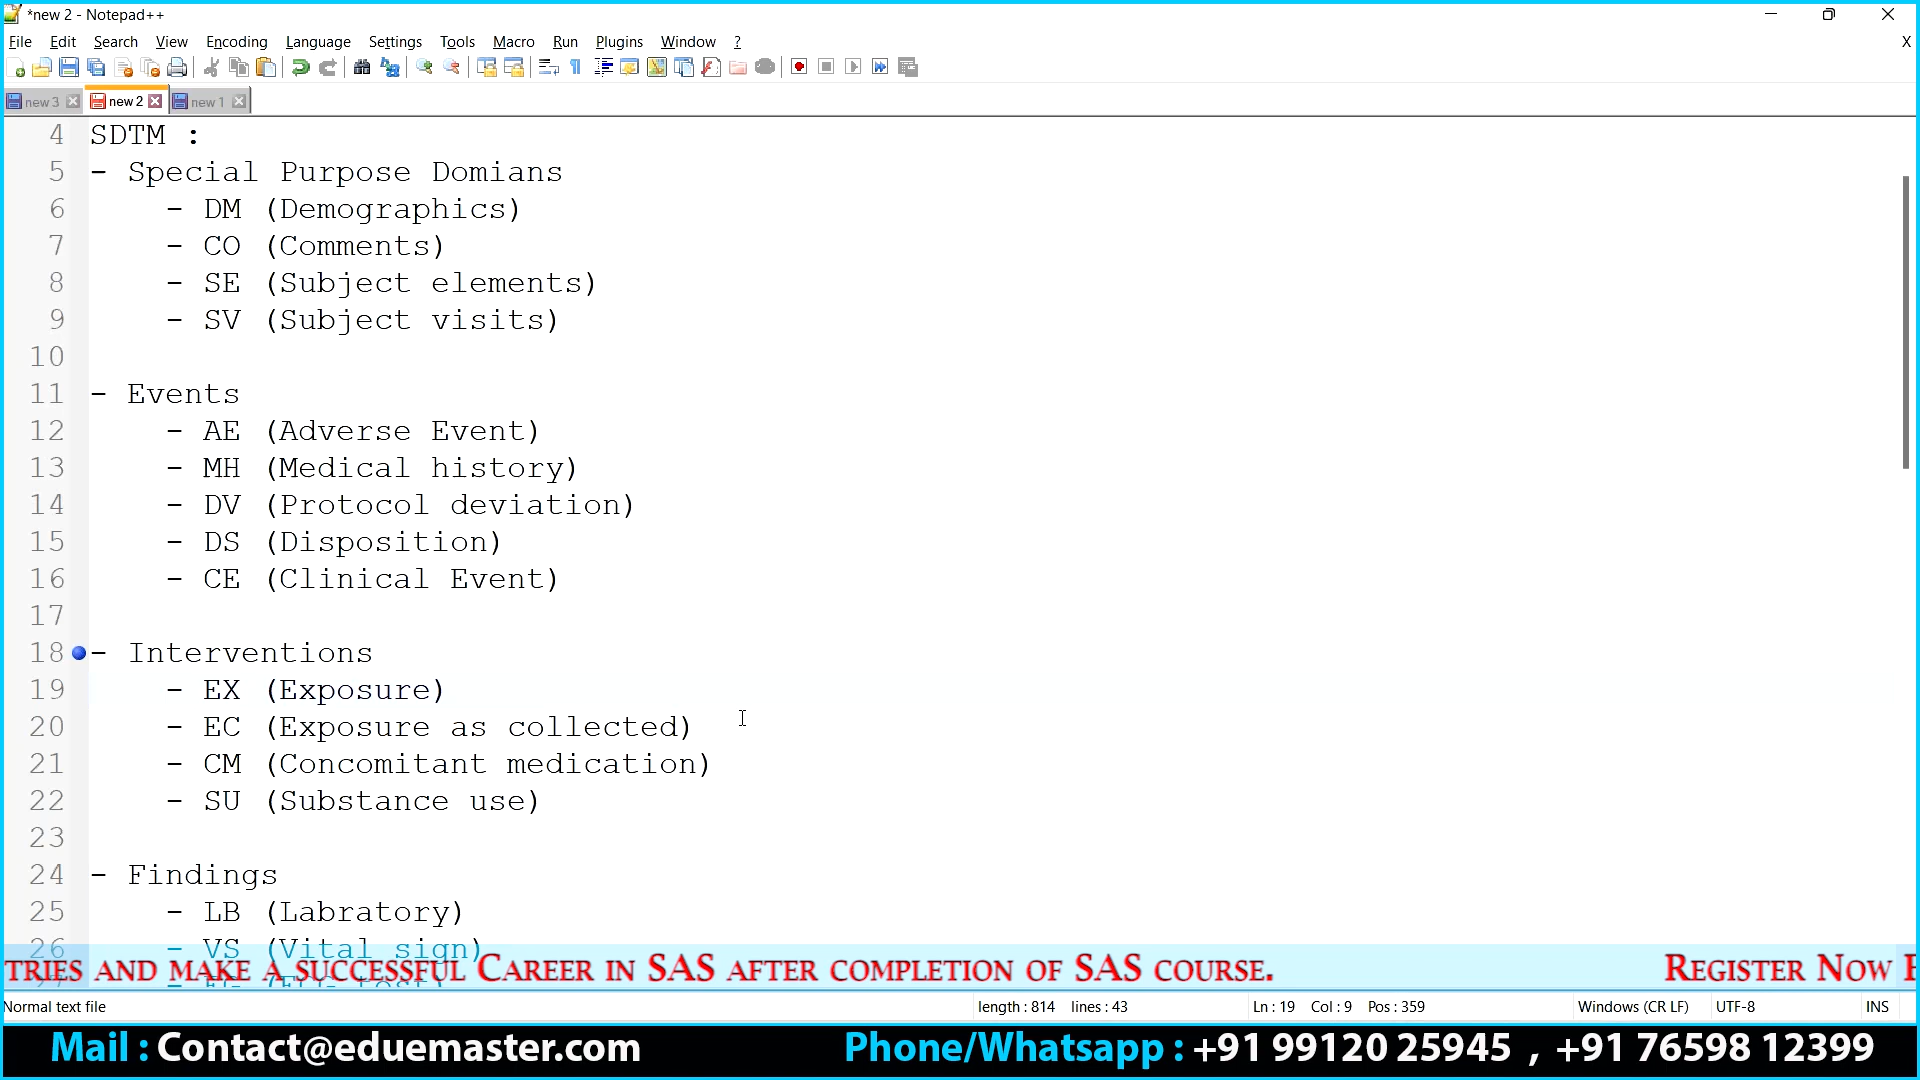 *new 2 - Notepad++
File Edit Search View Encoding Language Settings Tools Macro Run Plugins Window ? X
new 3 new 2 new 1
4 SDTM :
5 - Special Purpose Domians
6 - DM (Demographics)
7 - CO (Comments)
8 - SE (Subject elements)
9 - SV (Subject visits)
10
11 - Events
12 - AE (Adverse Event)
13 - MH (Medical history)
14 - DV (Protocol deviation)
15 - DS (Disposition)
16 - CE (Clinical Event)
17
18 - Interventions
19 - EX (Exposure)
20 - EC (Exposure as collected)
21 - CM (Concomitant medication)
22 - SU (Substance use)
23
24 - Findings
25 - LB (Labratory)
26 - VS (Vital sign)
TRIES AND MAKE A SUCCESSFUL CAREER IN SAS AFTER COMPLETION OF SAS COURSE. REGISTER NOW
Normal text file length : 814 lines : 43 Ln : 19 Col : 9 Pos : 359 Windows (CR LF) UTF-8 INS
Mail : Contact@eduemaster.com Phone/Whatsapp : +91 99120 25945 , +91 76598 12399